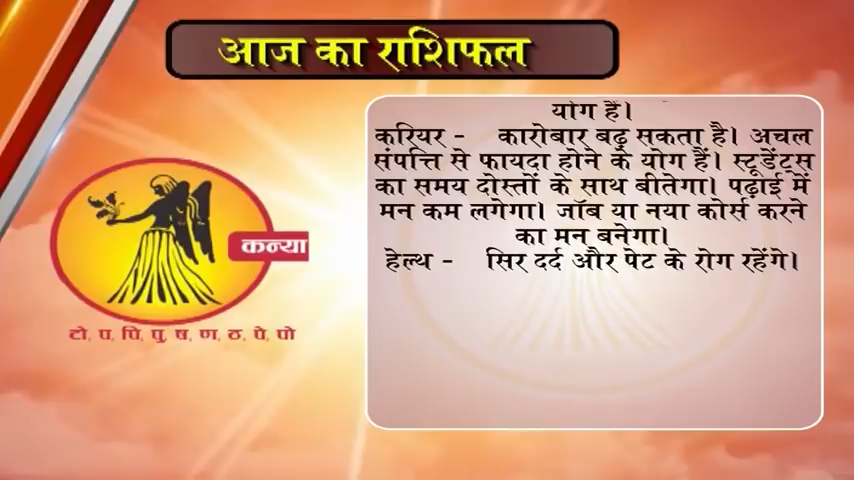 आज का राशिफल
योग हैं।
करियर - कारोबार बढ़ सकता है। अचल
संपत्ति से फायदा होने के योग हैं। स्टूडेंट्स
का समय दोस्तों के साथ बीतेगा। पढ़ाई में
मन कम लगेगा। जॉब या नया कोर्स करने
का मन बनेगा।
हेल्थ - सिर दर्द और पेट के रोग रहेंगे।
कन्या
टो, प, पि, पु, ष, ण, ठ, पे, पो